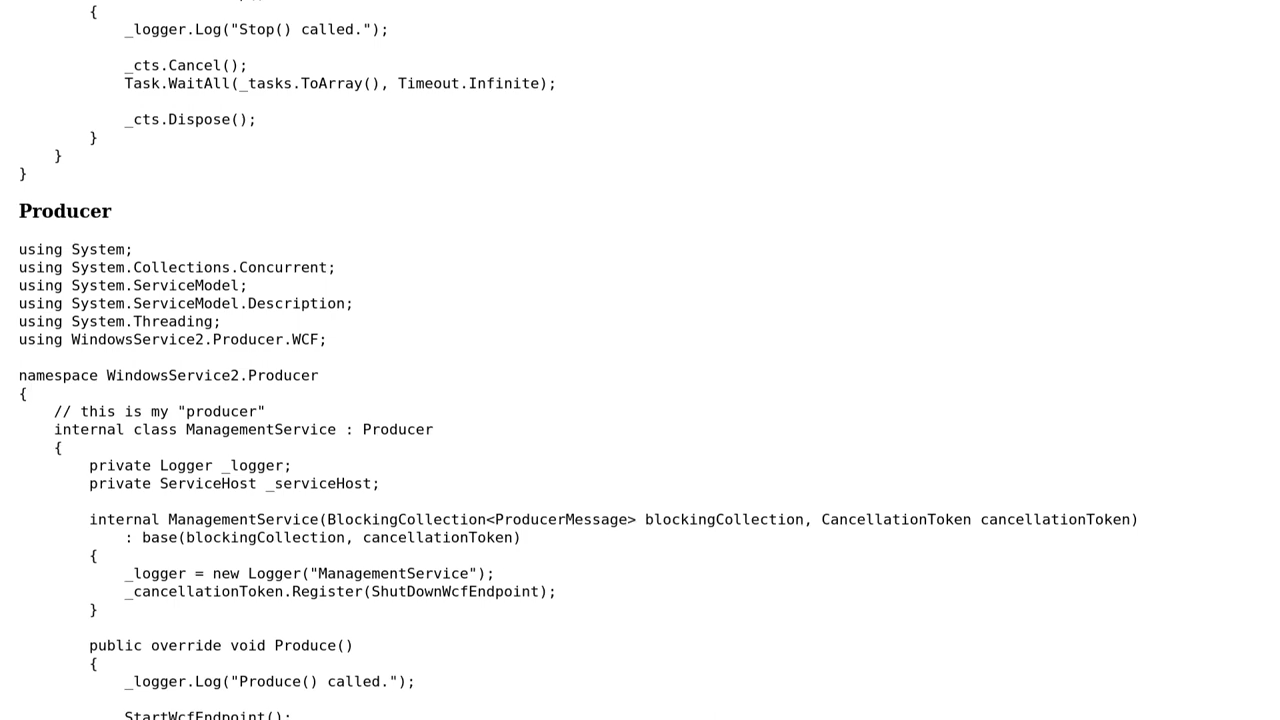 {
_logger.Log("Stop() called.");
_cts.Cancel();
Task.WaitAll(_tasks.ToArray(), Timeout.Infinite);
_cts.Dispose();
}
}
}
Producer
using System;
using System.Collections.Concurrent;
using System.ServiceModel;
using System.ServiceModel.Description;
using System.Threading;
using WindowsService2.Producer.WCF;
namespace WindowsService2.Producer
{
// this is my "producer"
internal class ManagementService : Producer
{
private Logger _logger;
private ServiceHost _serviceHost;
internal ManagementService(BlockingCollection<ProducerMessage> blockingCollection, CancellationToken cancellationToken)
: base(blockingCollection, cancellationToken)
{
_logger = new Logger("ManagementService");
_cancellationToken.Register(ShutDownWcfEndpoint);
}
public override void Produce()
{
_logger.Log("Produce() called.");
StartWcfEndpoint();